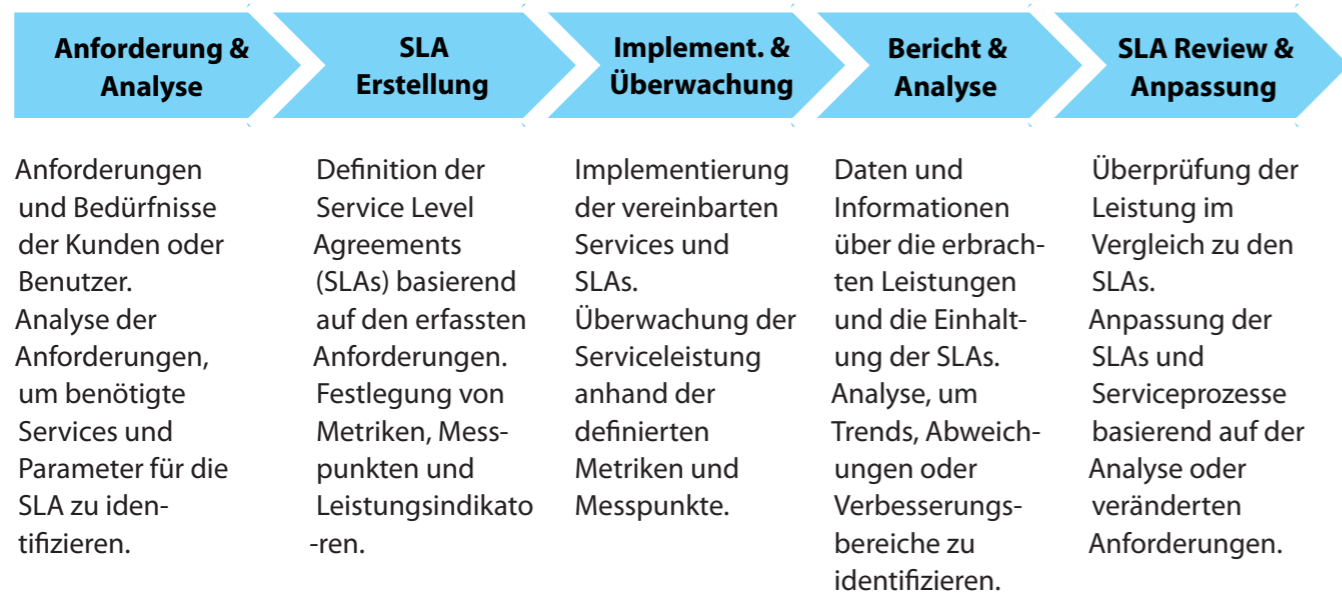 Anforderung &
Analyse
SLA
Erstellung
Implement. &
Überwachung
Bericht &
Analyse
SLA Review &
Anpassung
Anforderungen
und Bedürfnisse
der Kunden oder
Benutzer.
Analyse der
Anforderungen,
um benötigte
Services und
Parameter für die
SLA zu iden-
tifizieren.
Definition der
Service Level
Agreements
(SLAs) basierend
auf den erfassten
Anforderungen.
Festlegung von
Metriken, Mess-
punkten und
Leistungsindikato
-ren.
Implementierung
der vereinbarten
Services und
SLAs.
Überwachung der
Serviceleistung
anhand der
definierten
Metriken und
Messpunkte.
Daten und
Informationen
über die erbrach-
ten Leistungen
und die Einhalt-
ung der SLAs.
Analyse, um
Trends, Abweich-
ungen oder
Verbesserungs-
bereiche zu
identifizieren.
Überprüfung der
Leistung im
Vergleich zu den
SLAs.
Anpassung der
SLAs und
Serviceprozesse
basierend auf der
Analyse oder
veränderten
Anforderungen.